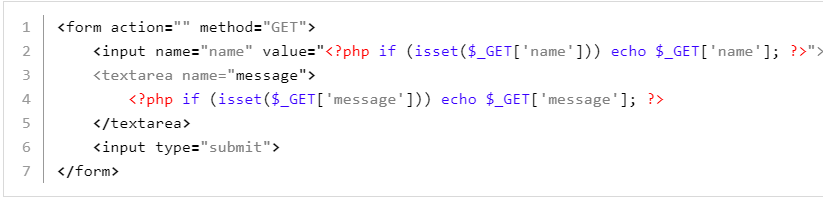 1 <form action="" method="GET">
2     <input name="name" value="<?php if (isset($_GET['name'])) echo $_GET['name']; ?>">
3     <textarea name="message">
4         <?php if (isset($_GET['message'])) echo $_GET['message']; ?>
5     </textarea>
6     <input type="submit">
7 </form>